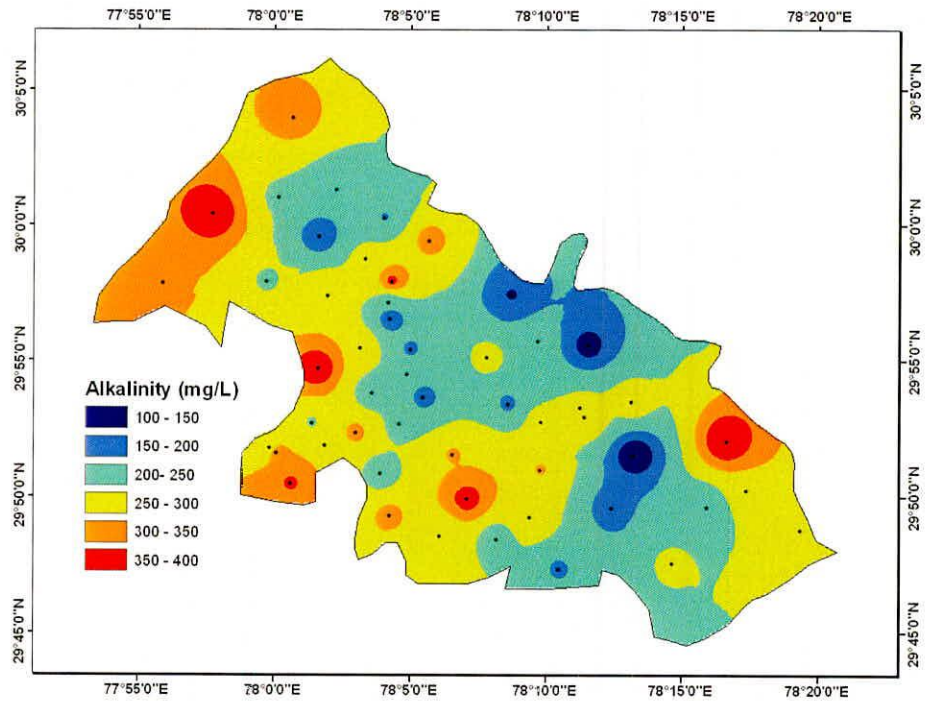 77°55'0"E 78°0'0"E 78°5'0"E 78°10'0"E 78°15'0"E 78°20'0"E
30°5'0"N 30°5'0"N
30°0'0"N 30°0'0"N
29°55'0"N 29°55'0"N
Alkalinity (mg/L)
100 - 150
150 - 200
200- 250
250 - 300
300 - 350
350 - 400
29°50'0"N 29°50'0"N
29°45'0"N 29°45'0"N
77°55'0"E 78°0'0"E 78°5'0"E 78°10'0"E 78°15'0"E 78°20'0"E